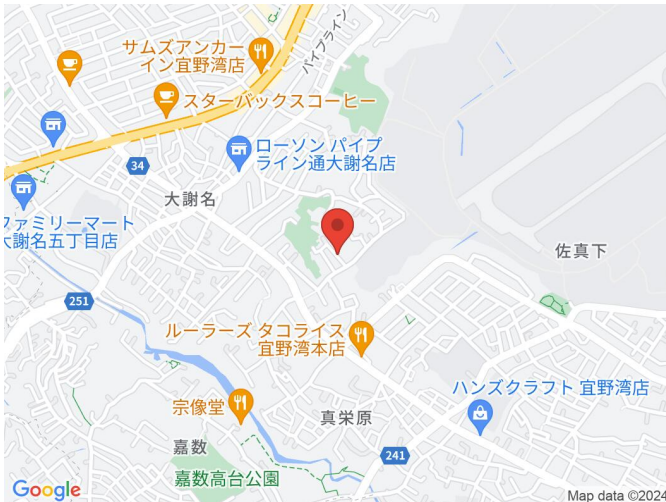 サムズアンカー
イン宜野湾店
パイプライン
スターバックスコーヒー
ローソン パイプ
ライン通大謝名店
34
大謝名
ファミリーマート
大謝名五丁目店
佐真下
251
ルーラーズ タコライス
宜野湾本店
ハンズクラフト 宜野湾店
宗像堂
真栄原
嘉数
241
嘉数高台公園
Google
Map data ©2024